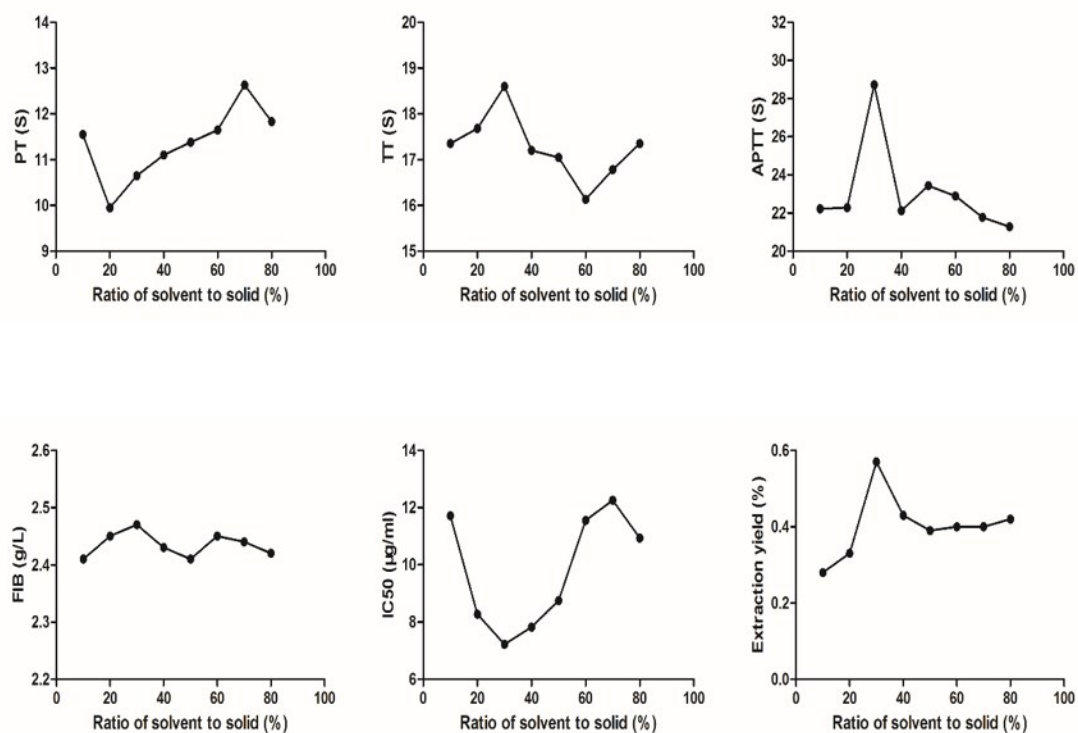 14
13
12
11
10
9
PT (S)
0 20 40 60 80 100
Ratio of solvent to solid (%)
20
19
18
17
16
15
TT (S)
0 20 40 60 80 100
Ratio of solvent to solid (%)
32
30
28
26
24
22
20
APTT (S)
0 20 40 60 80 100
Ratio of solvent to solid (%)
2.6
2.5
2.4
2.3
2.2
FIB (g/L)
0 20 40 60 80 100
Ratio of solvent to solid (%)
14
12
10
8
6
IC50 (µg/ml)
0 20 40 60 80 100
Ratio of solvent to solid (%)
0.6
0.4
0.2
0.0
Extraction yield (%)
0 20 40 60 80 100
Ratio of solvent to solid (%)